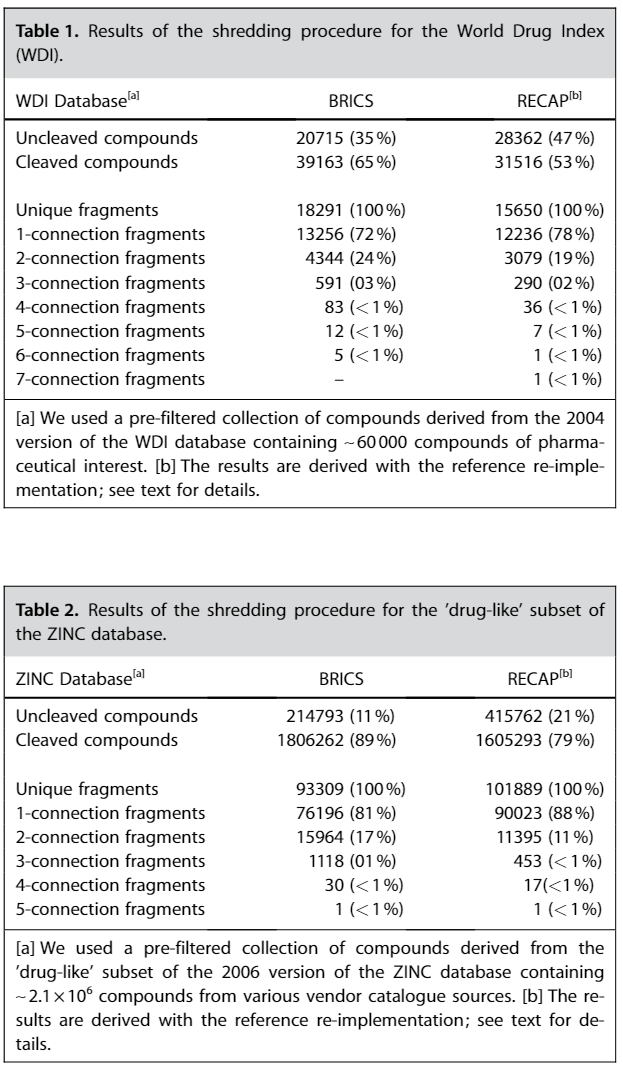 Table 1. Results of the shredding procedure for the World Drug Index
(WDI).
WDI Database[a] BRICS RECAP[b]
Uncleaved compounds 20715 (35%) 28362 (47%)
Cleaved compounds 39163 (65%) 31516 (53%)
Unique fragments 18291 (100%) 15650 (100%)
1-connection fragments 13256 (72%) 12236 (78%)
2-connection fragments 4344 (24%) 3079 (19%)
3-connection fragments 591 (03%) 290 (02%)
4-connection fragments 83 (<1%) 36 (<1%)
5-connection fragments 12 (<1%) 7 (<1%)
6-connection fragments 5 (<1%) 1 (<1%)
7-connection fragments – 1 (<1%)
[a] We used a pre-filtered collection of compounds derived from the 2004
version of the WDI database containing ~60000 compounds of pharma-
ceutical interest. [b] The results are derived with the reference re-imple-
mentation; see text for details.
Table 2. Results of the shredding procedure for the 'drug-like' subset of
the ZINC database.
ZINC Database[a] BRICS RECAP[b]
Uncleaved compounds 214793 (11%) 415762 (21%)
Cleaved compounds 1806262 (89%) 1605293 (79%)
Unique fragments 93309 (100%) 101889 (100%)
1-connection fragments 76196 (81%) 90023 (88%)
2-connection fragments 15964 (17%) 11395 (11%)
3-connection fragments 1118 (01%) 453 (<1%)
4-connection fragments 30 (<1%) 17(<1%)
5-connection fragments 1 (<1%) 1 (<1%)
[a] We used a pre-filtered collection of compounds derived from the
'drug-like' subset of the 2006 version of the ZINC database containing
~2.1×10⁶ compounds from various vendor catalogue sources. [b] The re-
sults are derived with the reference re-implementation; see text for de-
tails.